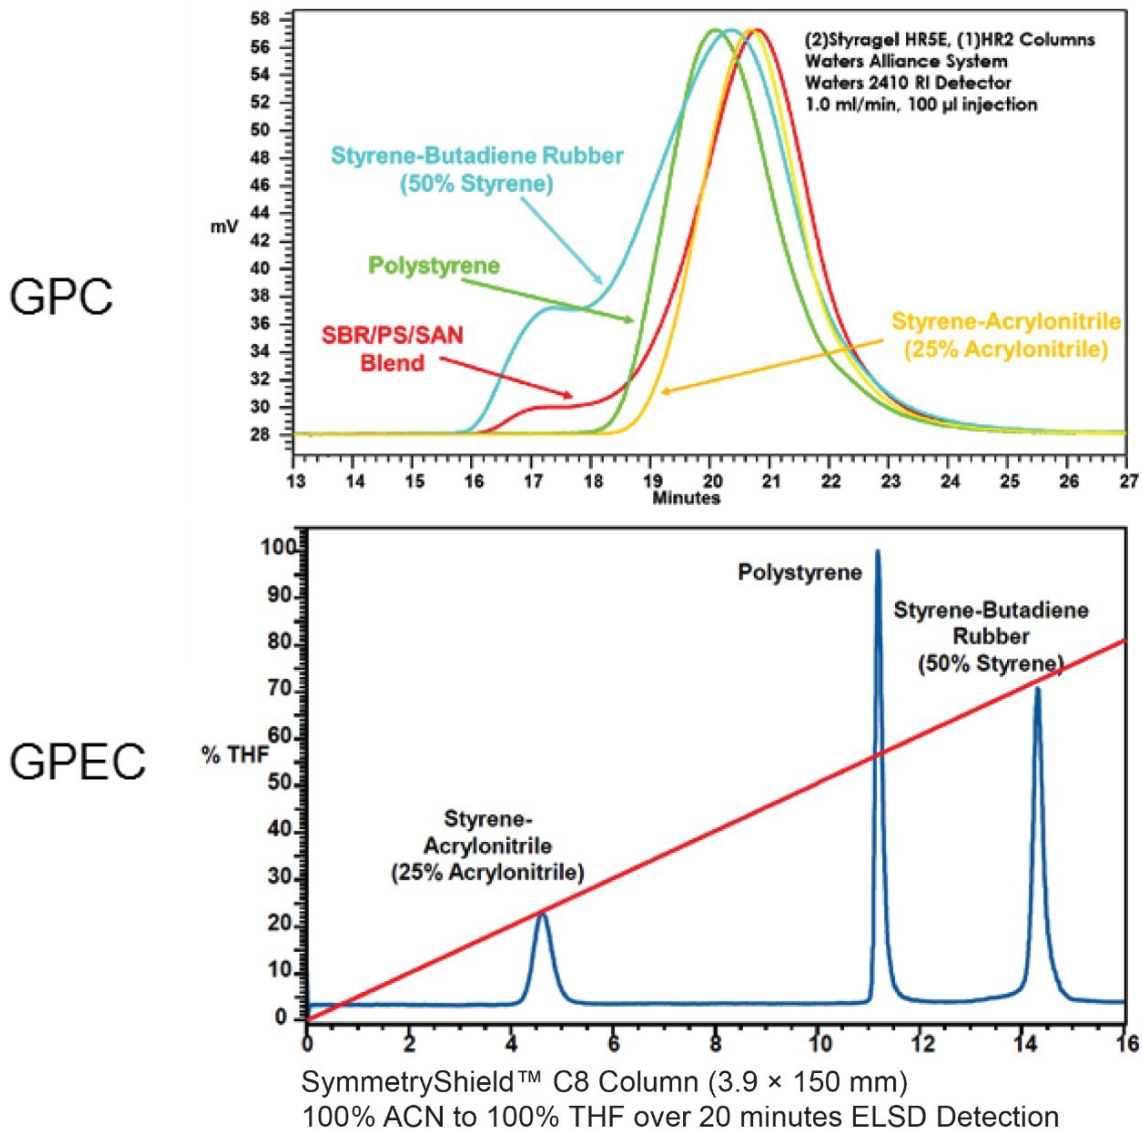 GPC
mV
58
56
54
52
50
48
46
44
42
40
38
36
34
32
30
28
(2)Styragel HR5E, (1)HR2 Columns
Waters Alliance System
Waters 2410 RI Detector
1.0 ml/min, 100 µl injection
Styrene-Butadiene Rubber
(50% Styrene)
Polystyrene
SBR/PS/SAN
Blend
Styrene-Acrylonitrile
(25% Acrylonitrile)
13 14 15 16 17 18 19 20 21 22 23 24 25 26 27
Minutes
GPEC
% THF
100
90
80
70
60
50
40
30
20
10
0
Polystyrene
Styrene-Butadiene
Rubber
(50% Styrene)
Styrene-
Acrylonitrile
(25% Acrylonitrile)
0 2 4 6 8 10 12 14 16
SymmetryShield™ C8 Column (3.9 × 150 mm)
100% ACN to 100% THF over 20 minutes ELSD Detection